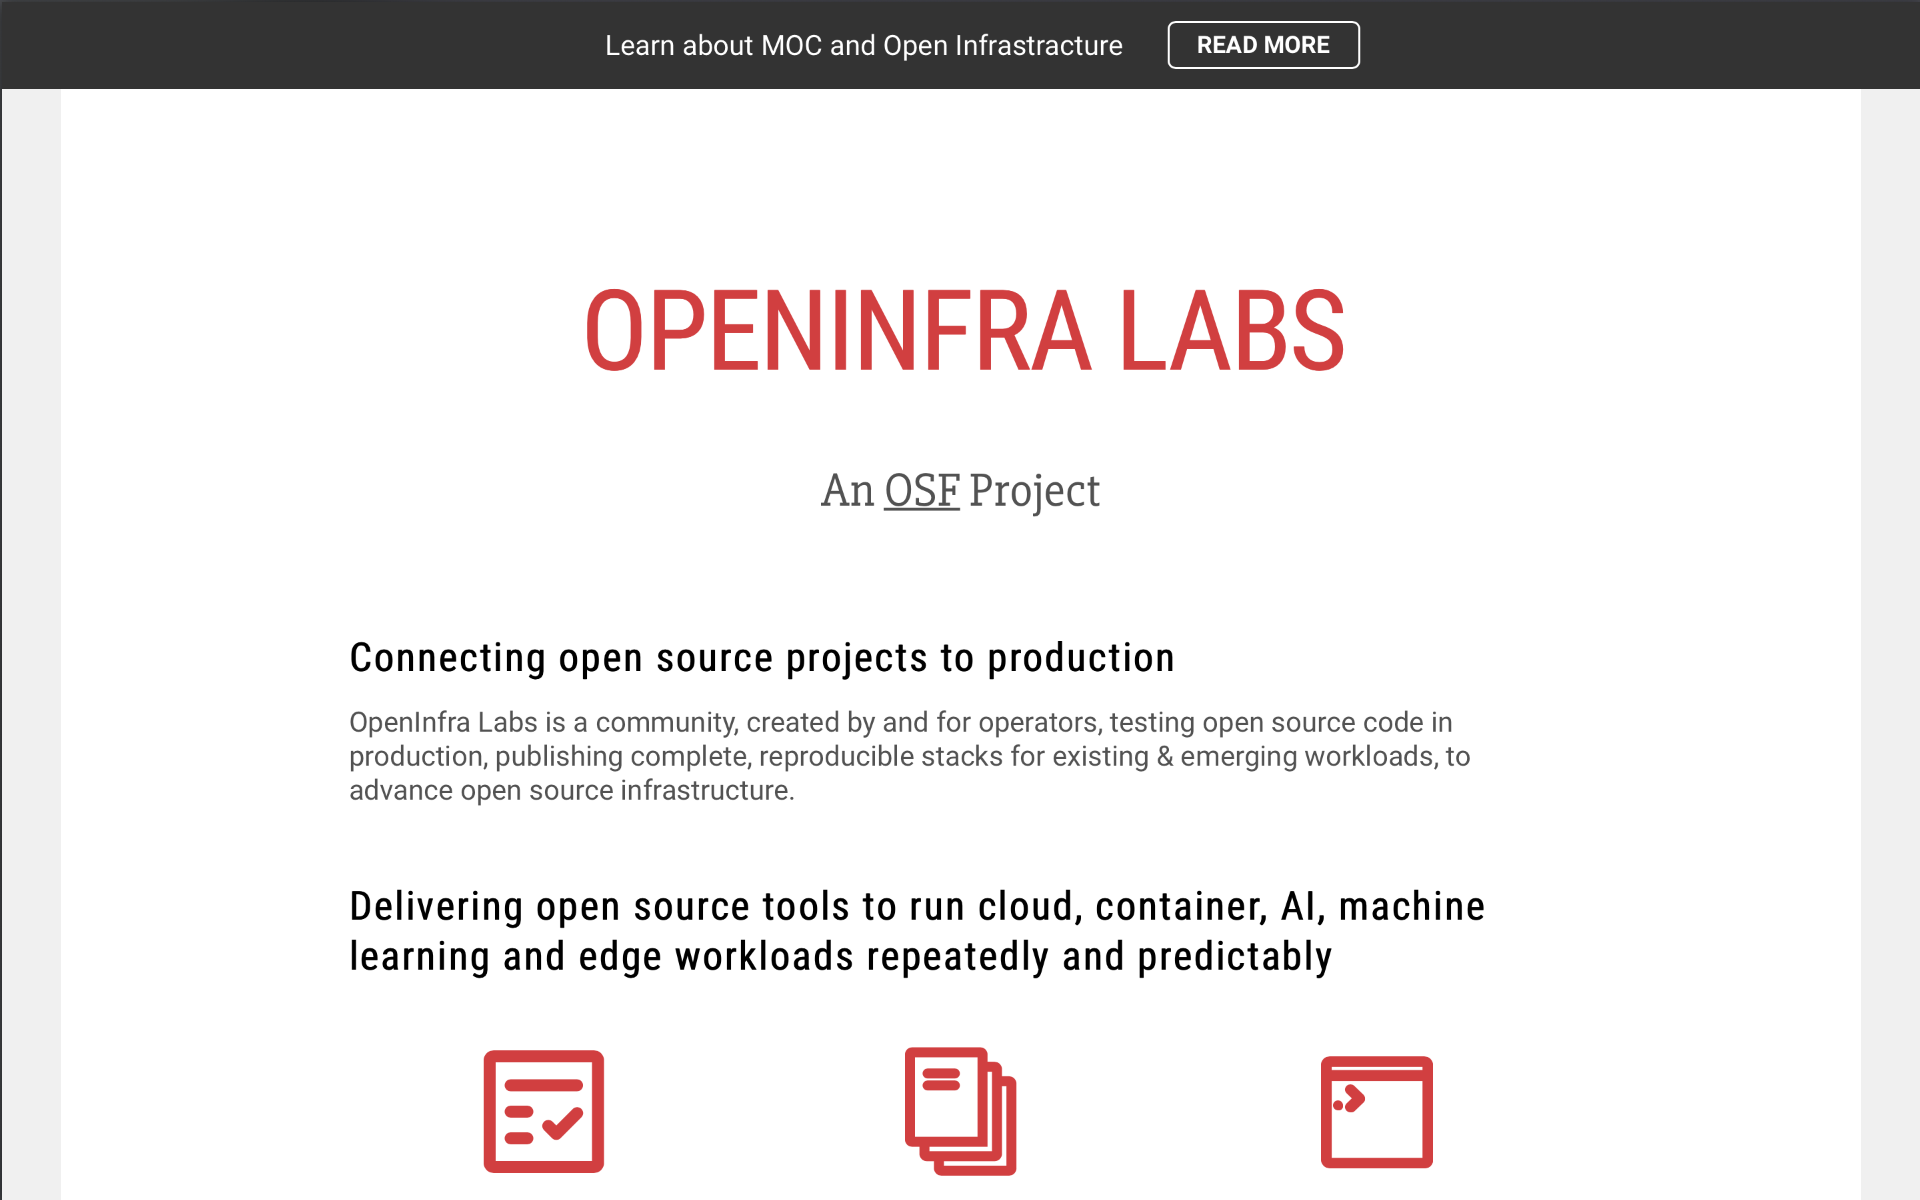 Learn about MOC and Open Infrastracture
READ MORE
OPENINFRA LABS
An OSF Project
Connecting open source projects to production
OpenInfra Labs is a community, created by and for operators, testing open source code in
production, publishing complete, reproducible stacks for existing & emerging workloads, to
advance open source infrastructure.
Delivering open source tools to run cloud, container, AI, machine
learning and edge workloads repeatedly and predictably